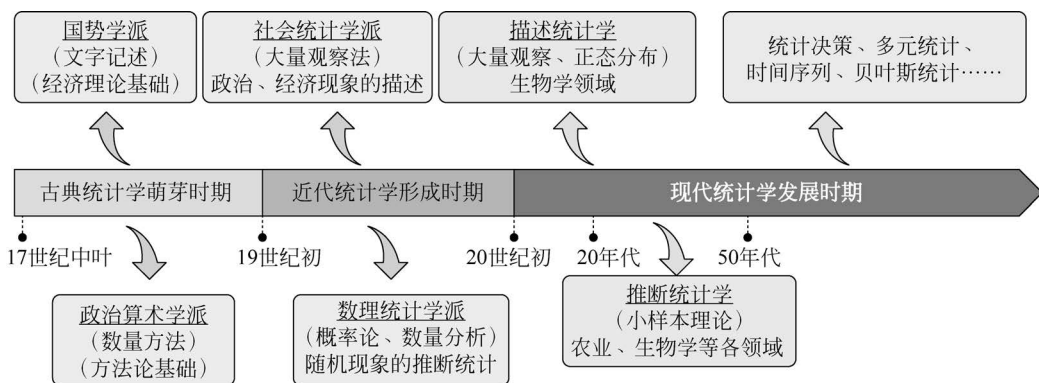 国势学派
（文字记述）
（经济理论基础）
社会统计学派
（大量观察法）
政治、经济现象的描述
描述统计学
（大量观察、正态分布）
生物学领域
统计决策、多元统计、
时间序列、贝叶斯统计……
古典统计学萌芽时期
近代统计学形成时期
现代统计学发展时期
17世纪中叶
19世纪初
20世纪初
20年代
50年代
政治算术学派
（数量方法）
（方法论基础）
数理统计学派
（概率论、数量分析）
随机现象的推断统计
推断统计学
（小样本理论）
农业、生物学等各领域